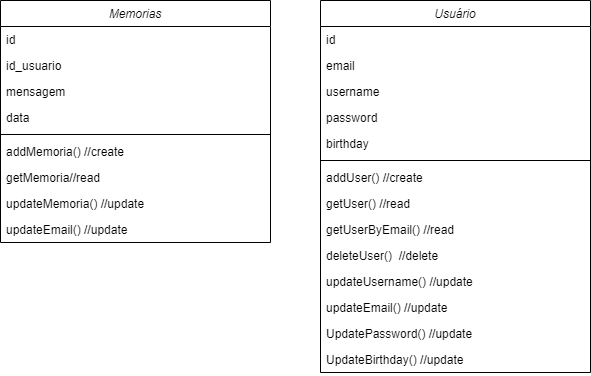 Memorias
id
id_usuario
mensagem
data
addMemoria() //create
getMemoria//read
updateMemoria() //update
updateEmail() //update
Usuário
id
email
username
password
birthday
addUser() //create
getUser() //read
getUserByEmail() //read
deleteUser()  //delete
updateUsername() //update
updateEmail() //update
UpdatePassword() //update
UpdateBirthday() //update